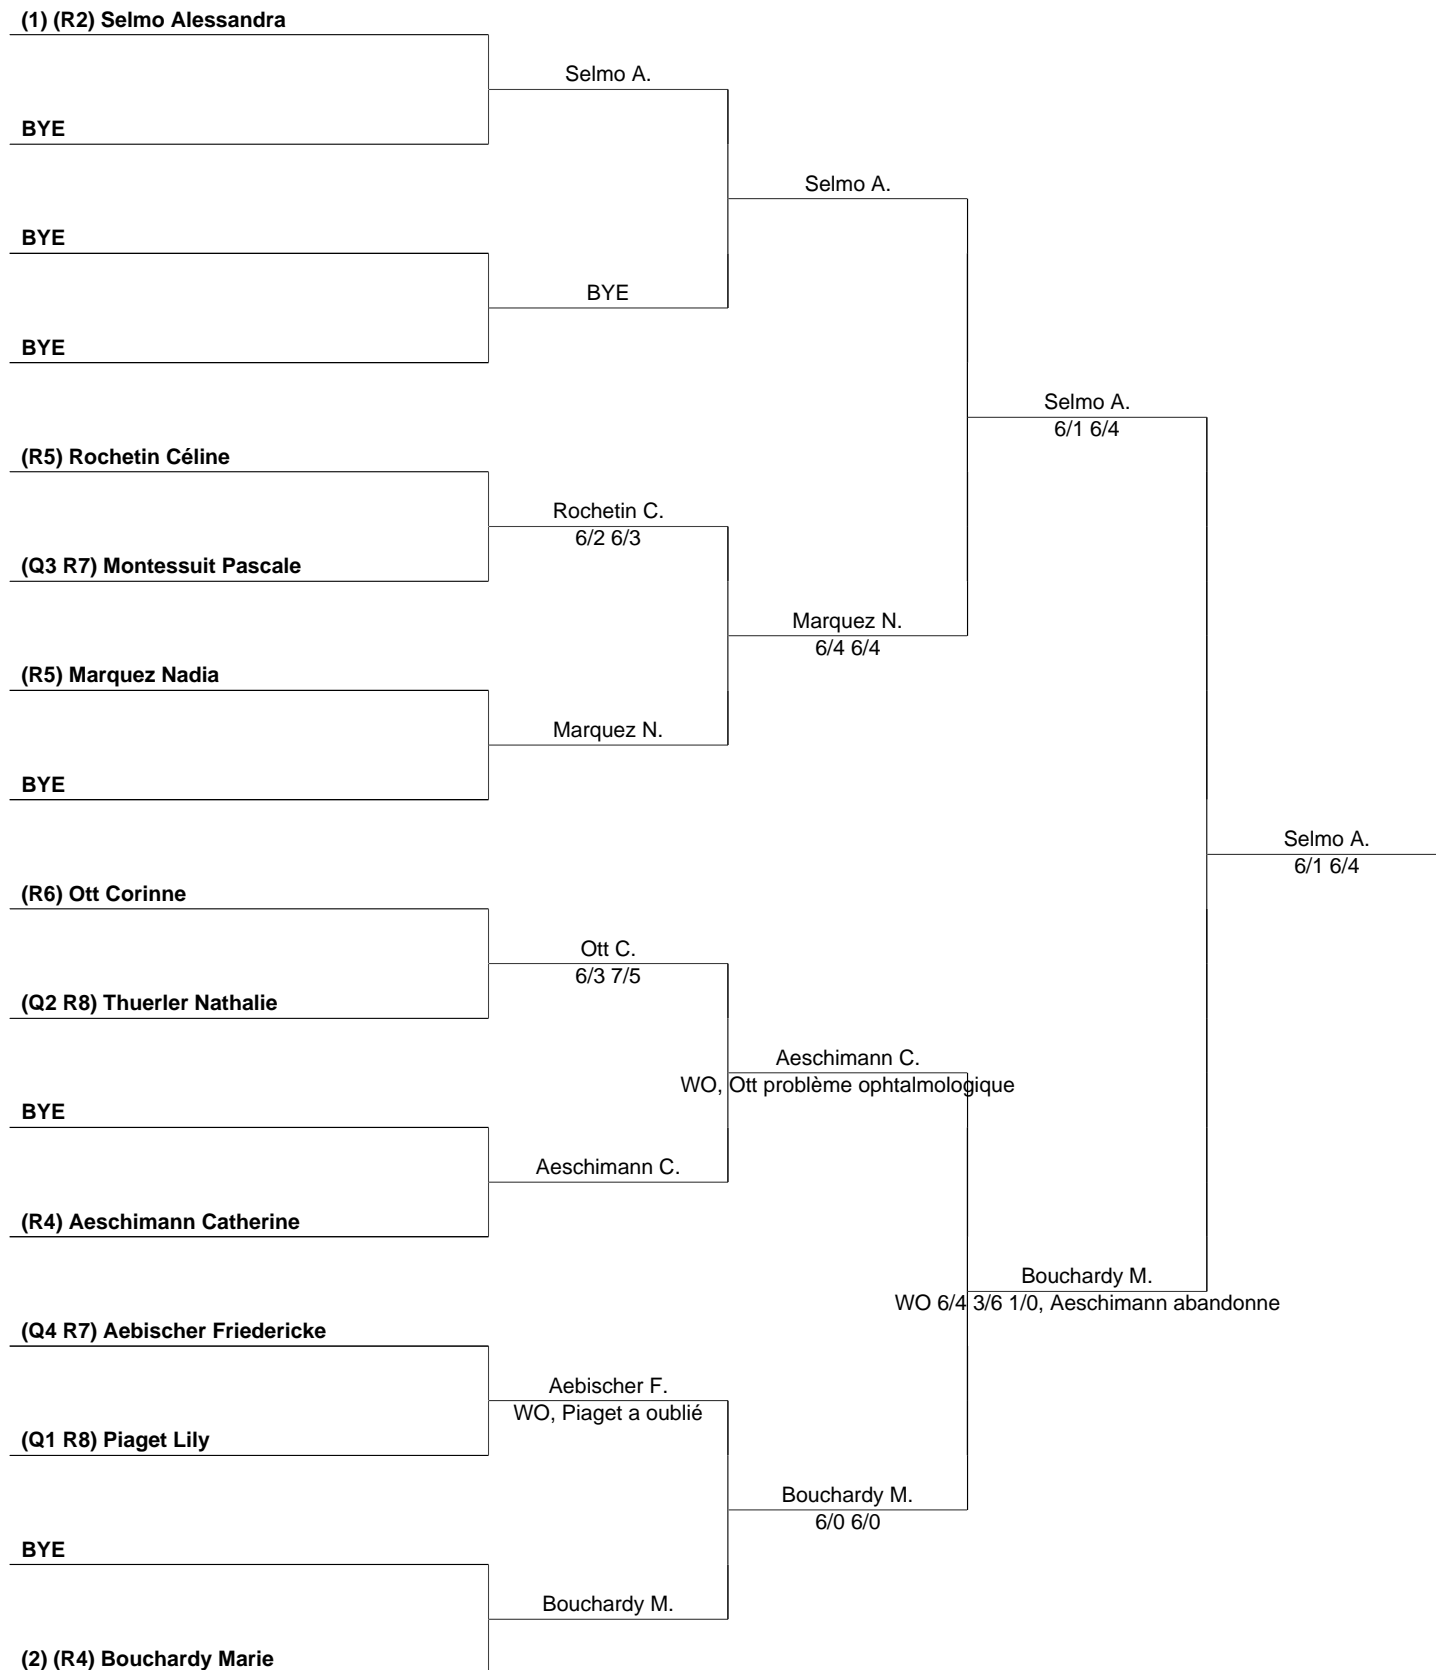 (1) (R2) Selmo Alessandra
Selmo A.
BYE
Selmo A.
BYE
BYE
BYE
Selmo A.
6/1 6/4
(R5) Rochetin Céline
Rochetin C.
6/2 6/3
(Q3 R7) Montessuit Pascale
Marquez N.
6/4 6/4
(R5) Marquez Nadia
Marquez N.
BYE
Selmo A.
6/1 6/4
(R6) Ott Corinne
Ott C.
6/3 7/5
(Q2 R8) Thuerler Nathalie
Aeschimann C.
WO, Ott problème ophtalmologique
BYE
Aeschimann C.
(R4) Aeschimann Catherine
Bouchardy M.
WO 6/4 3/6 1/0, Aeschimann abandonne
(Q4 R7) Aebischer Friedericke
Aebischer F.
WO, Piaget a oublié
(Q1 R8) Piaget Lily
Bouchardy M.
6/0 6/0
BYE
Bouchardy M.
(2) (R4) Bouchardy Marie